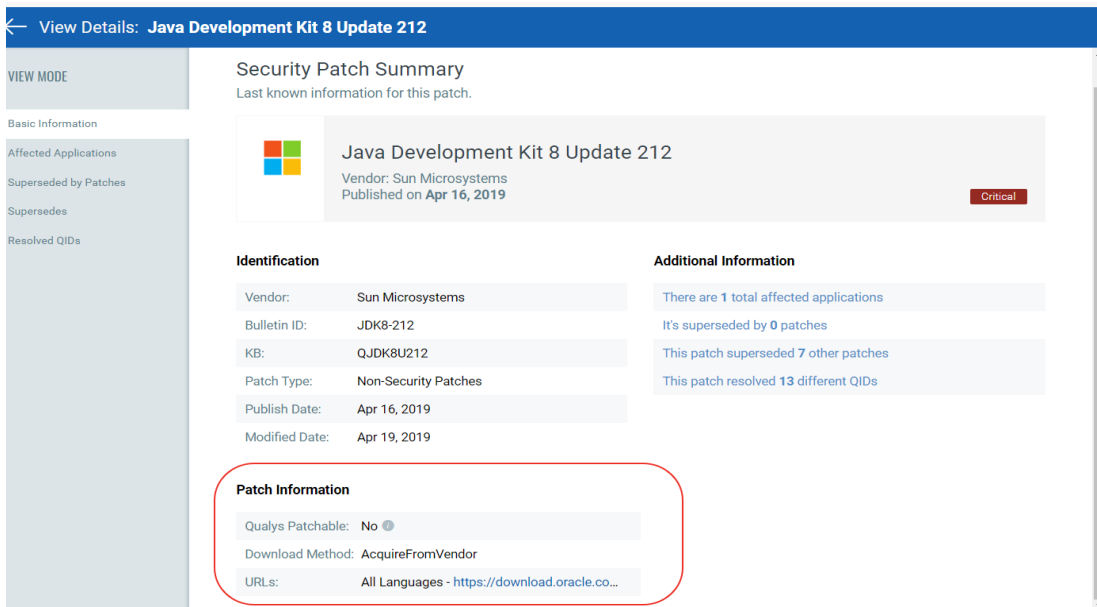 View Details: Java Development Kit 8 Update 212
VIEW MODE
Basic Information
Affected Applications
Superseded by Patches
Supersedes
Resolved QIDs
Security Patch Summary
Last known information for this patch.
Java Development Kit 8 Update 212
Vendor: Sun Microsystems
Published on Apr 16, 2019
Critical
Identification
Vendor: Sun Microsystems
Bulletin ID: JDK8-212
KB: QJDK8U212
Patch Type: Non-Security Patches
Publish Date: Apr 16, 2019
Modified Date: Apr 19, 2019
Additional Information
There are 1 total affected applications
It's superseded by 0 patches
This patch superseded 7 other patches
This patch resolved 13 different QIDs
Patch Information
Qualys Patchable: No
Download Method: AcquireFromVendor
URLs: All Languages - https://download.oracle.co...